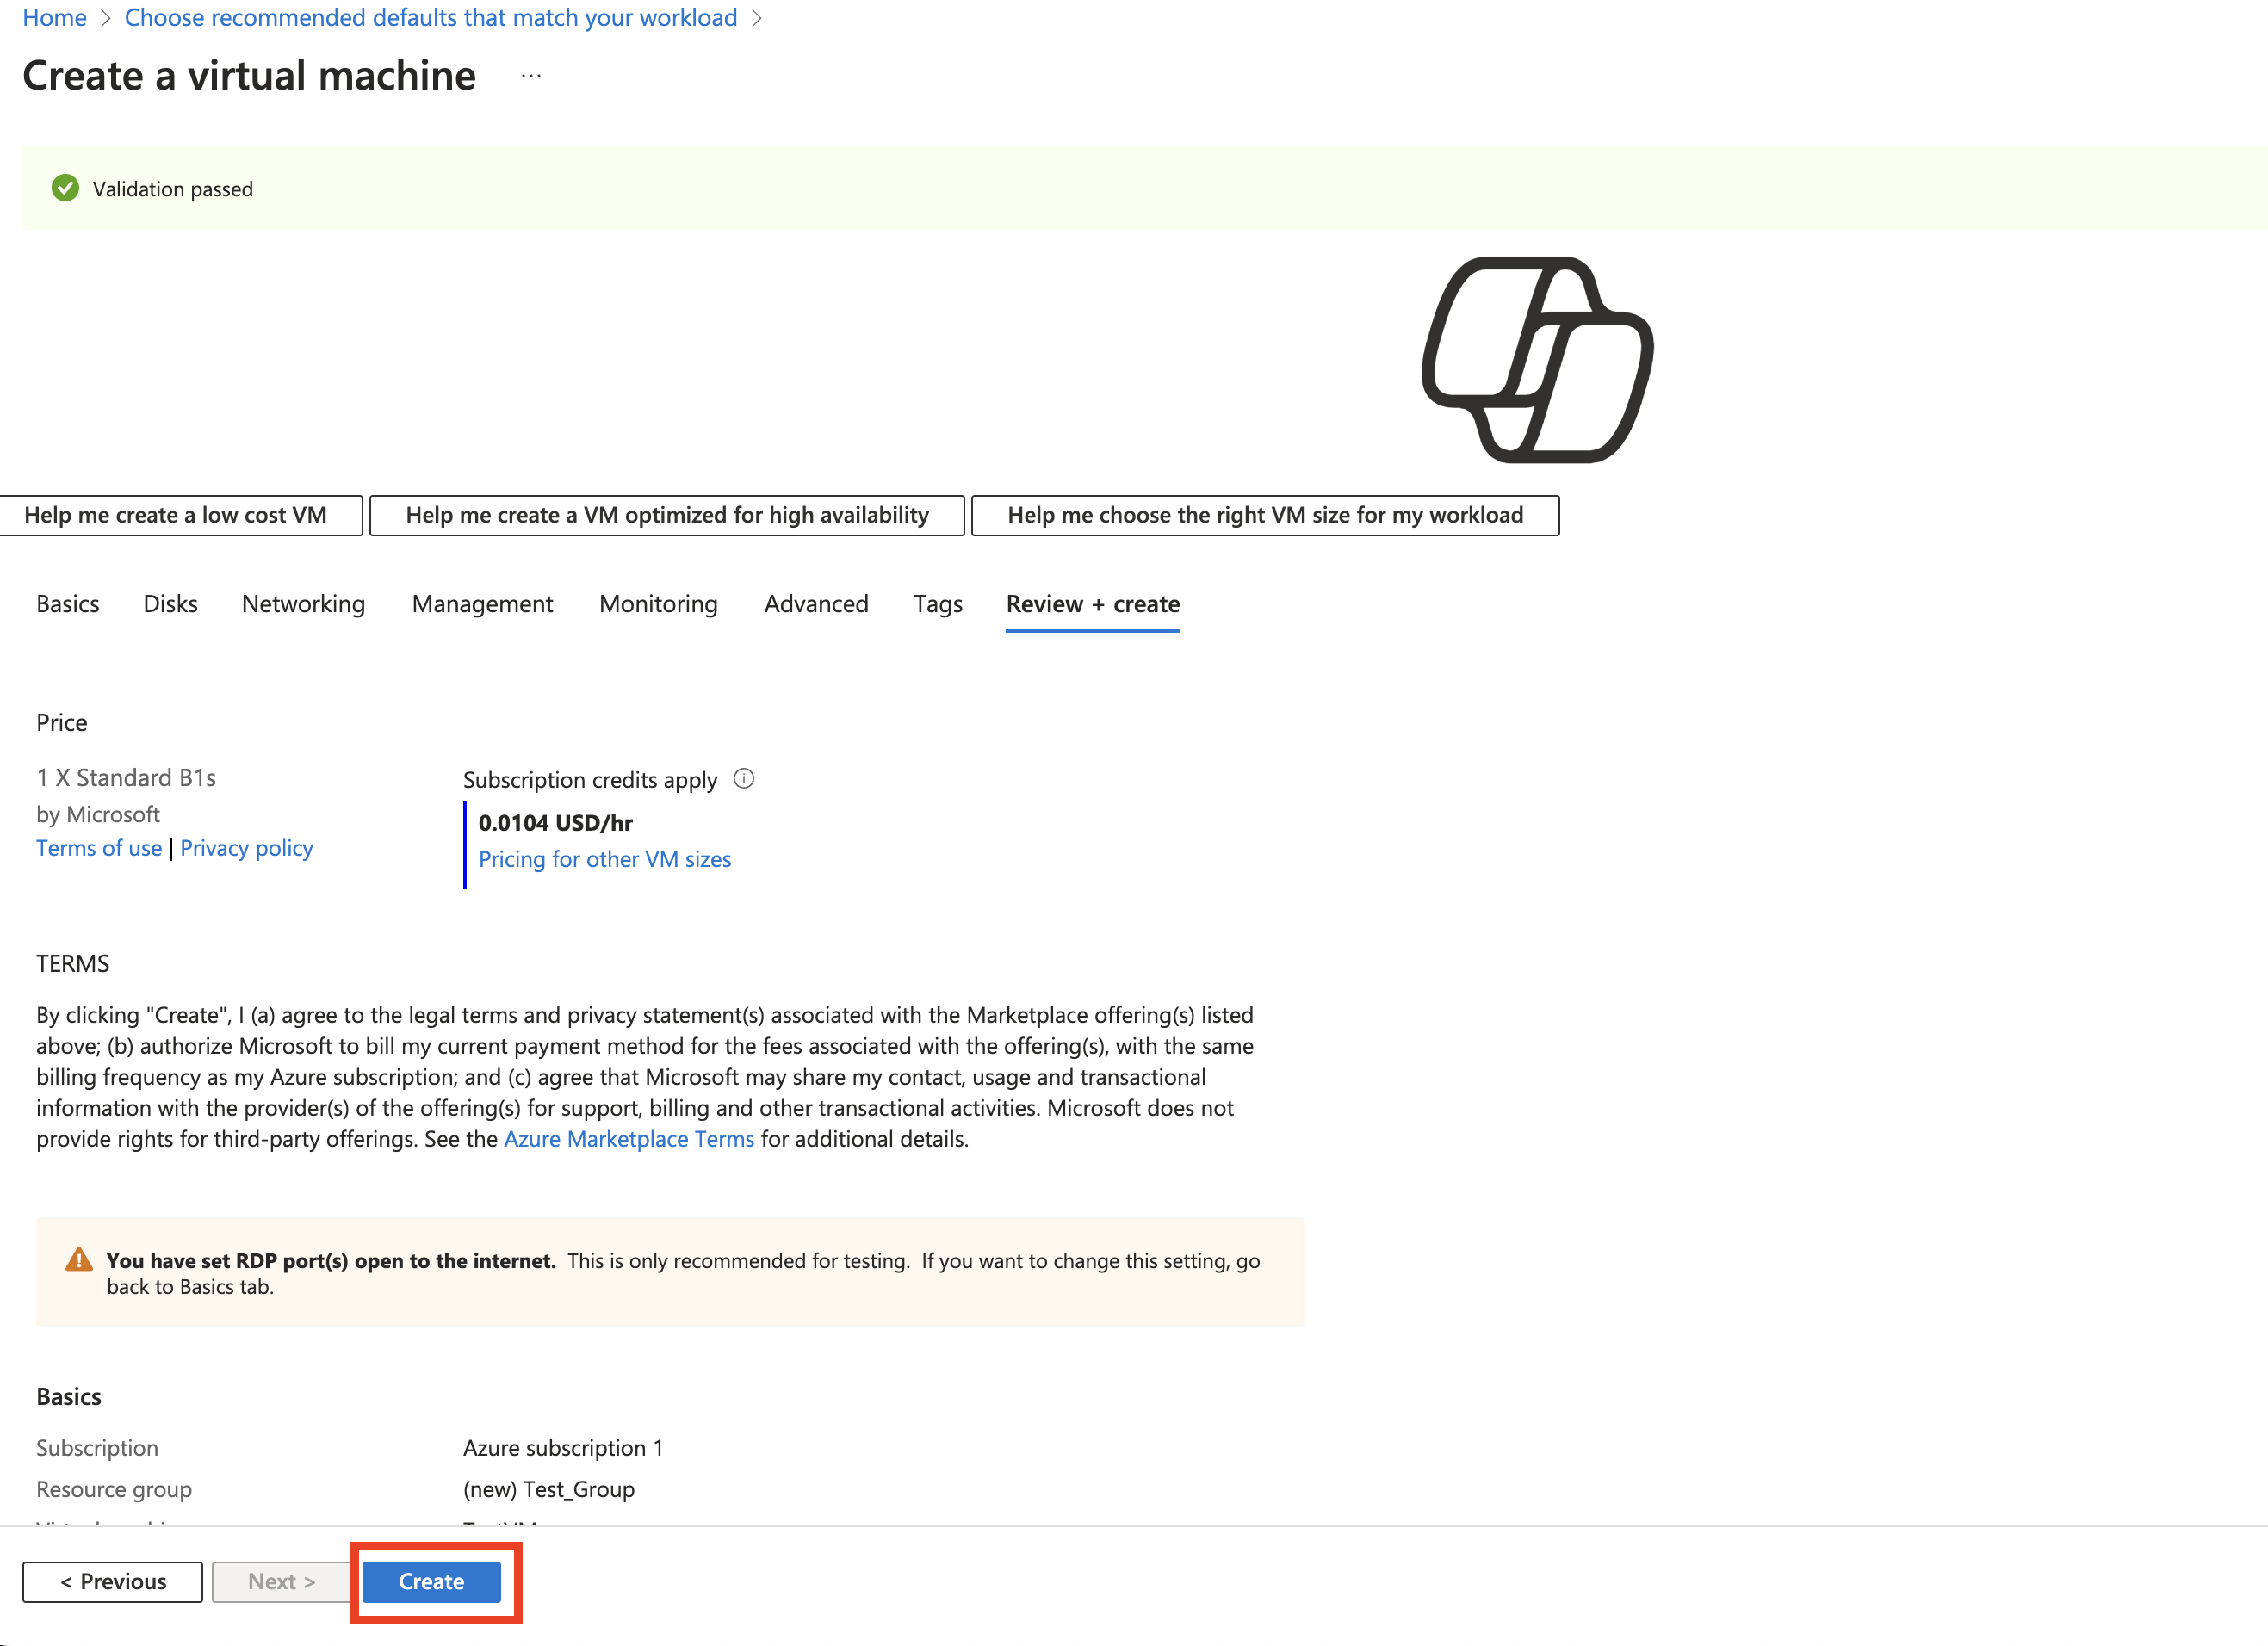 Home > Choose recommended defaults that match your workload >
Create a virtual machine ...
Validation passed
Help me create a low cost VM Help me create a VM optimized for high availability Help me choose the right VM size for my workload
Basics Disks Networking Management Monitoring Advanced Tags Review + create
Price
1 X Standard B1s
by Microsoft
Terms of use | Privacy policy
Subscription credits apply
0.0104 USD/hr
Pricing for other VM sizes
TERMS
By clicking "Create", I (a) agree to the legal terms and privacy statement(s) associated with the Marketplace offering(s) listed
above; (b) authorize Microsoft to bill my current payment method for the fees associated with the offering(s), with the same
billing frequency as my Azure subscription; and (c) agree that Microsoft may share my contact, usage and transactional
information with the provider(s) of the offering(s) for support, billing and other transactional activities. Microsoft does not
provide rights for third-party offerings. See the Azure Marketplace Terms for additional details.
You have set RDP port(s) open to the internet. This is only recommended for testing. If you want to change this setting, go
back to Basics tab.
Basics
Subscription Azure subscription 1
Resource group (new) Test_Group
< Previous Next > Create